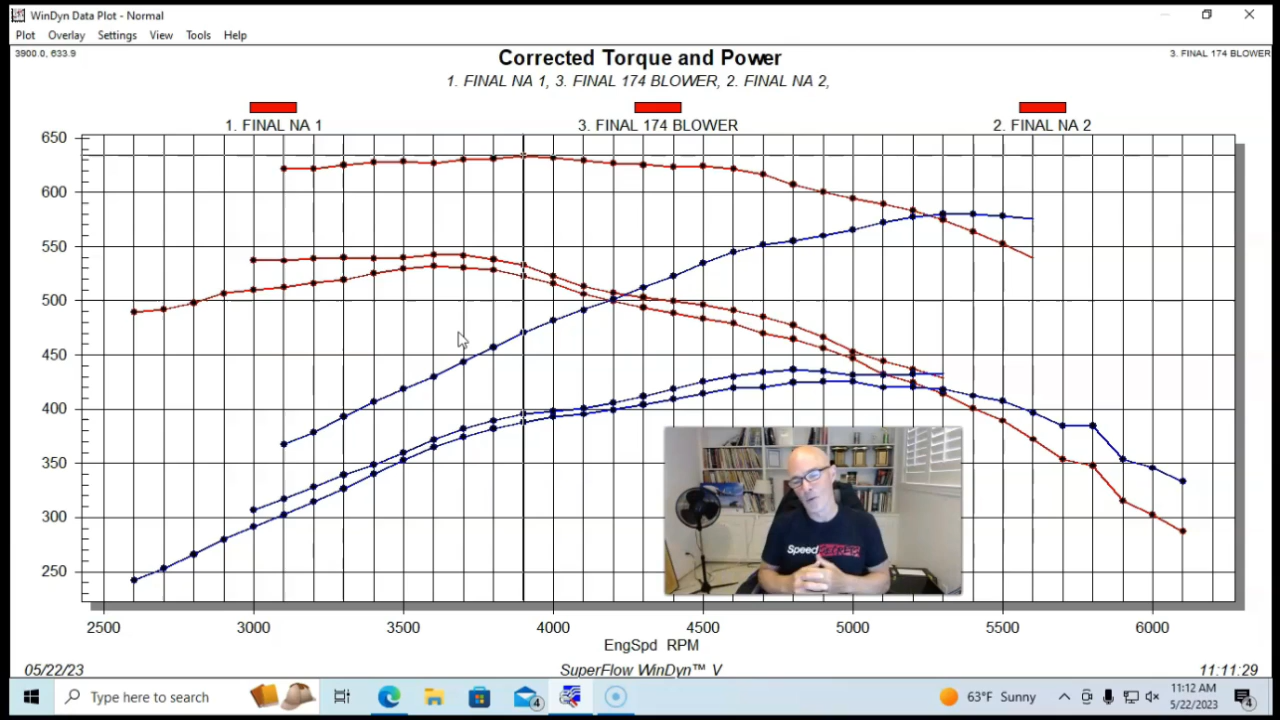 WinDyn Data Plot - Normal
Plot Overlay Settings View Tools Help
3900.0, 633.9
3. FINAL 174 BLOWER
Corrected Torque and Power
1. FINAL NA 1, 3. FINAL 174 BLOWER, 2. FINAL NA 2,
1. FINAL NA 1
3. FINAL 174 BLOWER
2. FINAL NA 2
650
600
550
500
450
400
350
300
250
Speed
2500 3000 3500 4000 4500 5000 5500 6000
EngSpd RPM
05/22/23
SuperFlow WinDyn™ V
11:11:29
Type here to search
4
63°F Sunny
11:12 AM
5/22/2023
4